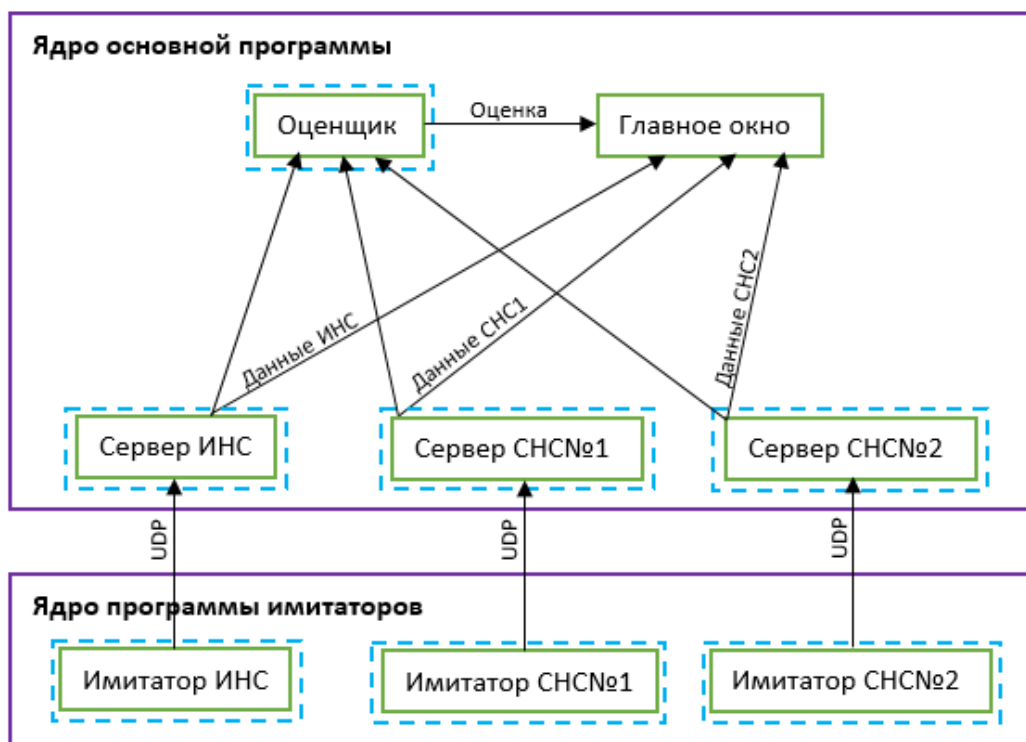 Ядро основной программы
Оценщик
Оценка
Главное окно
Данные ИНС
Данные СНС1
Данные СНС2
Сервер ИНС
Сервер СНС№1
Сервер СНС№2
UDP
UDP
UDP
Ядро программы имитаторов
Имитатор ИНС
Имитатор СНС№1
Имитатор СНС№2